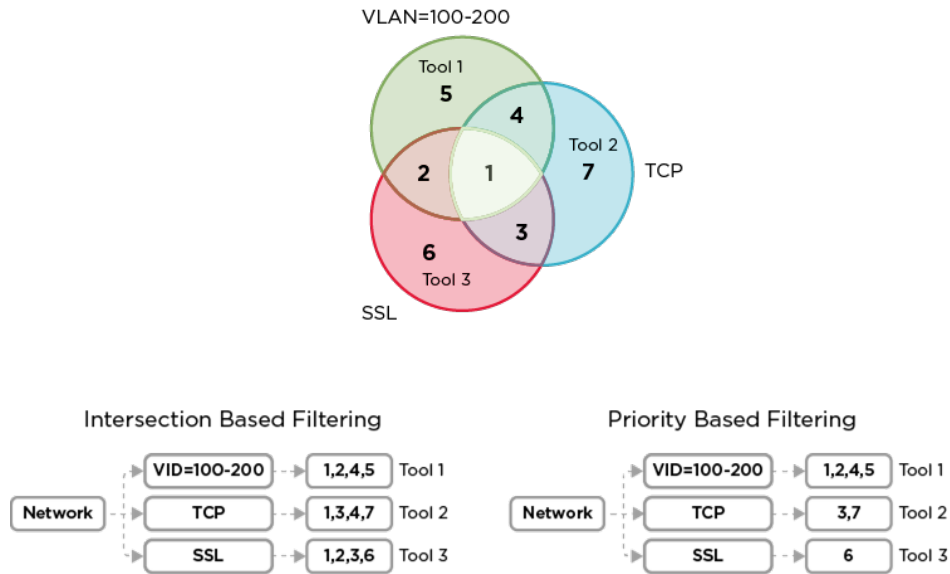 VLAN=100-200
Tool 1
5
4
Tool 2
7
TCP
2
1
3
6
Tool 3
SSL
Intersection Based Filtering
VID=100-200
1,2,4,5
Tool 1
Network
TCP
1,3,4,7
Tool 2
SSL
1,2,3,6
Tool 3
Priority Based Filtering
VID=100-200
1,2,4,5
Tool 1
Network
TCP
3,7
Tool 2
SSL
6
Tool 3